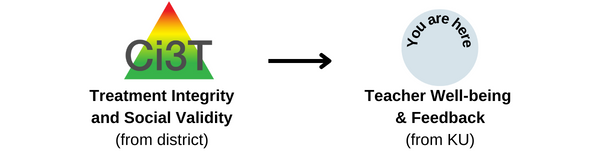 Ci3T
Treatment Integrity
and Social Validity
(from district)
You are here
Teacher Well-being
& Feedback
(from KU)